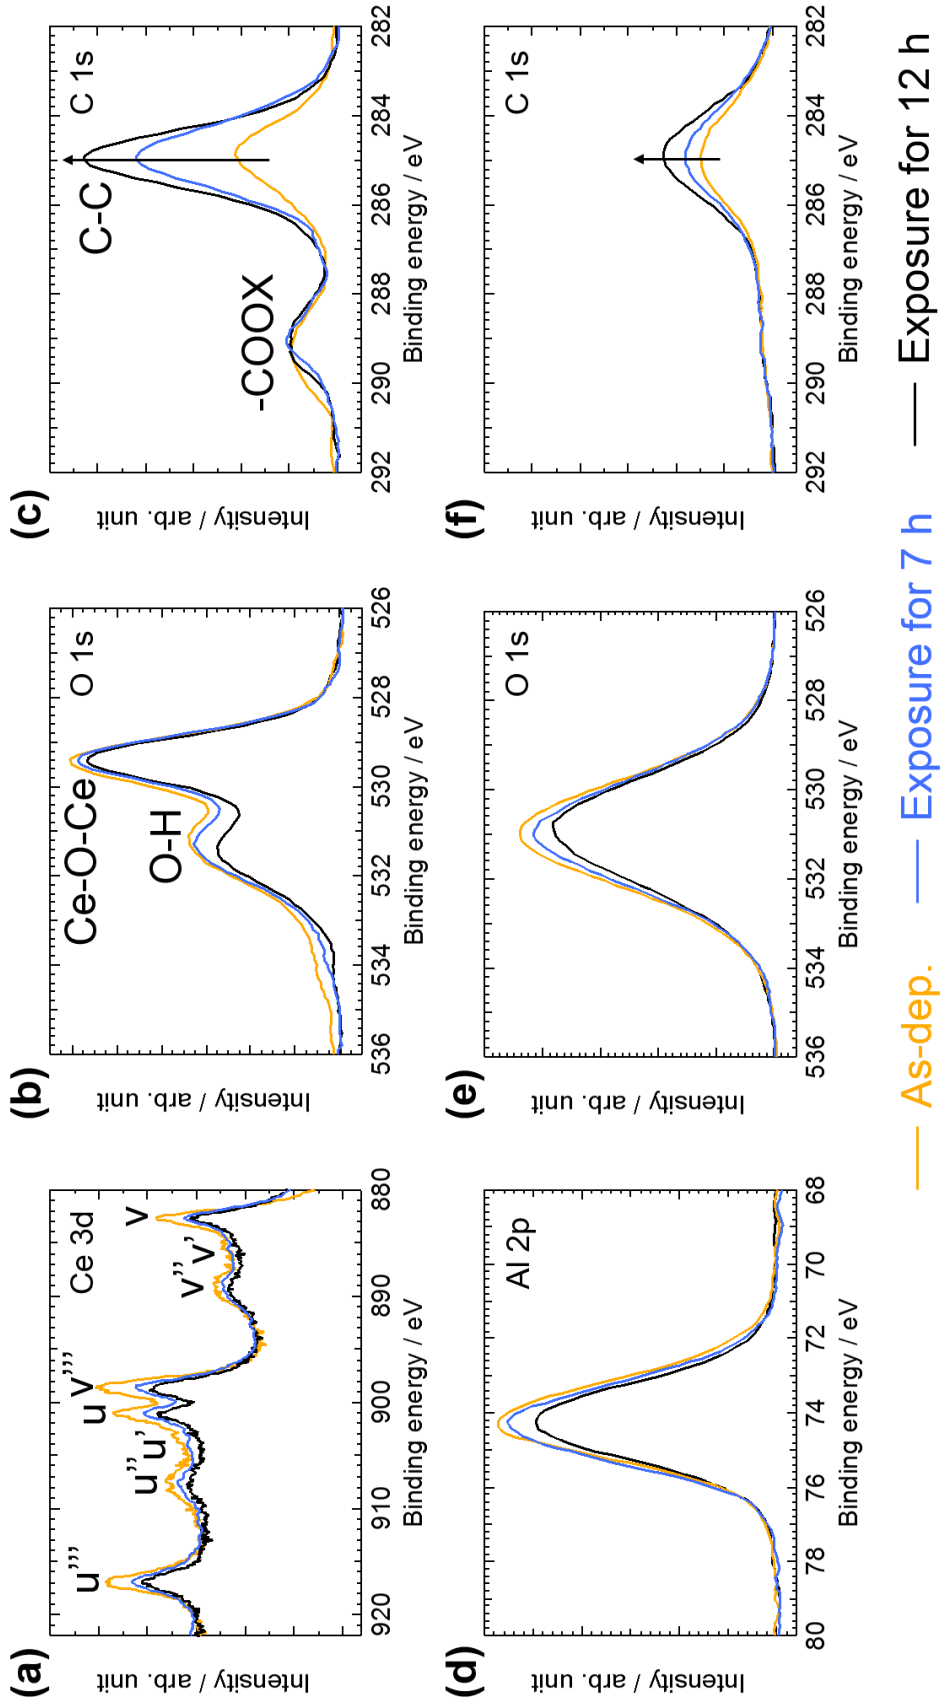 (a)
Ce 3d
u'''
u''
u'
u
v'''
v''
v'
v
920
910
900
890
880
Binding energy / eV
Intensity / arb. unit
(b)
O 1s
Ce-O-Ce
O-H
536
534
532
530
528
526
Binding energy / eV
Intensity / arb. unit
(c)
C 1s
C-C
-COOX
292
290
288
286
284
282
Binding energy / eV
Intensity / arb. unit
(d)
Al 2p
80
78
76
74
72
70
68
Binding energy / eV
Intensity / arb. unit
(e)
O 1s
536
534
532
530
528
526
Binding energy / eV
Intensity / arb. unit
(f)
C 1s
292
290
288
286
284
282
Binding energy / eV
Intensity / arb. unit
As-dep.
Exposure for 7 h
Exposure for 12 h